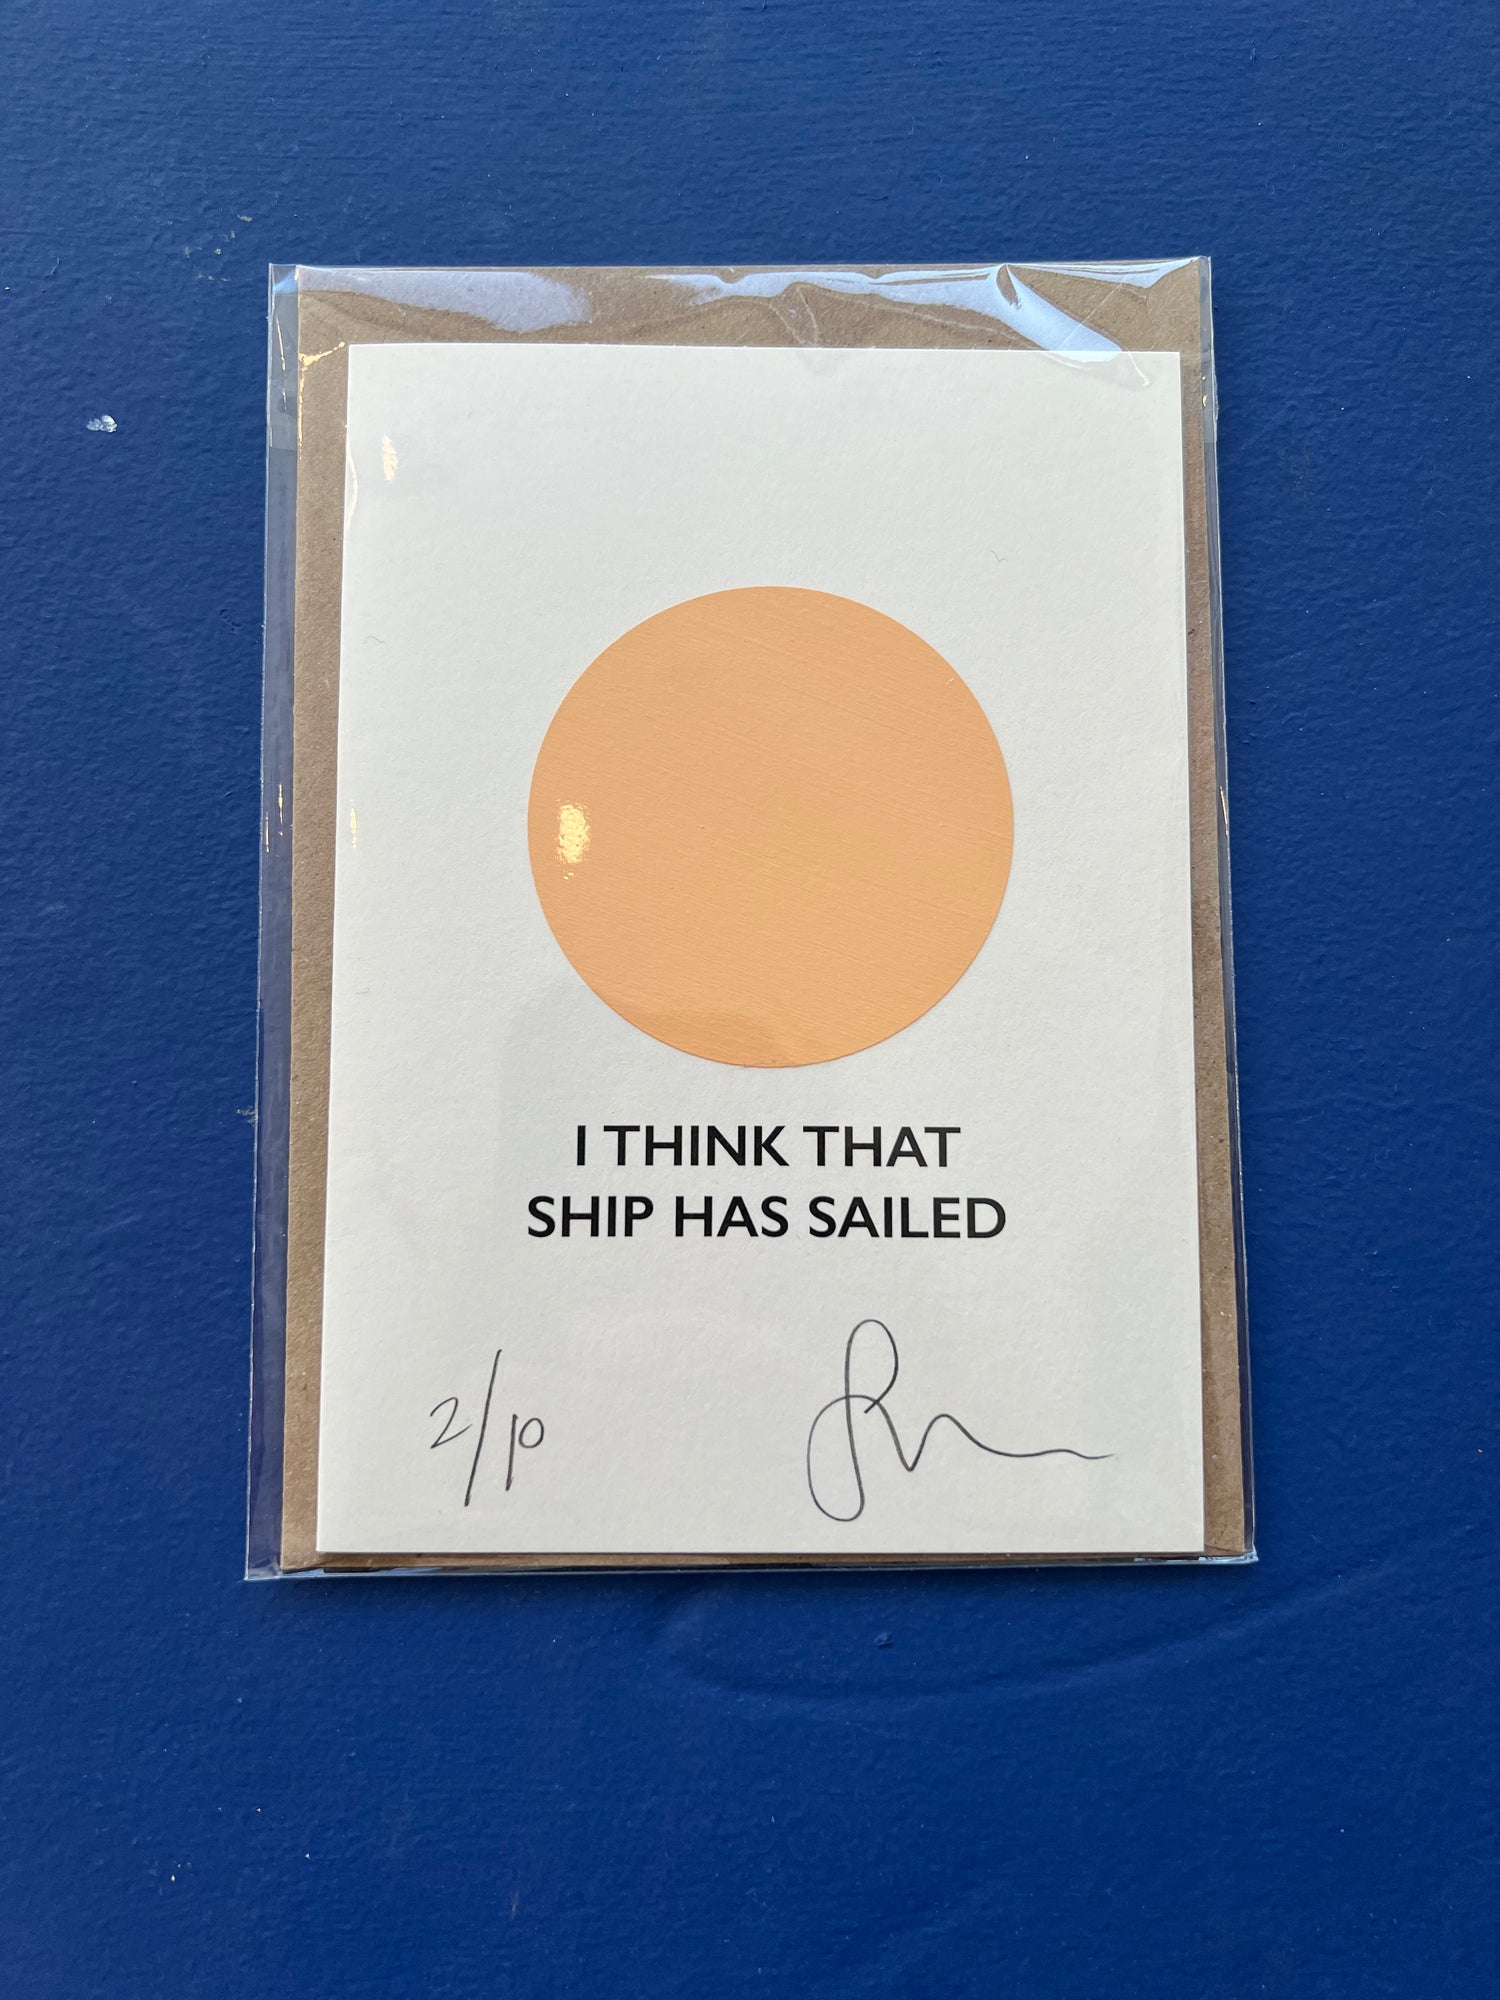 I THINK THAT
SHIP HAS SAILED
2/10